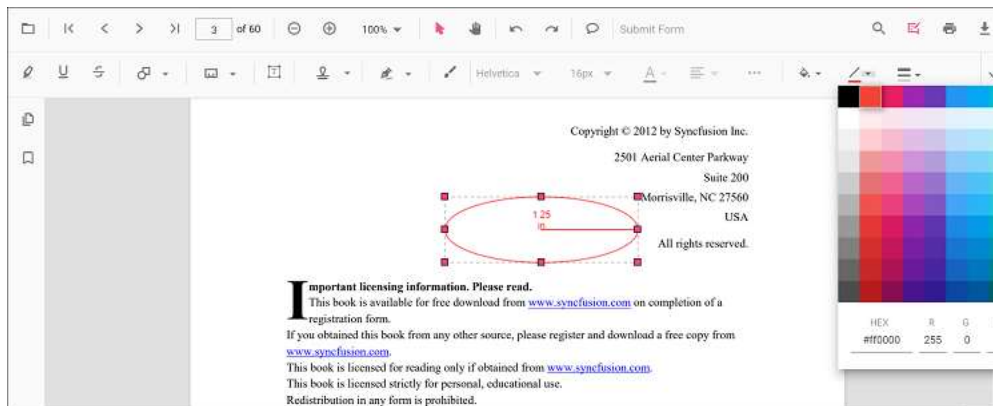 3 of 60 100% Submit Form
Helvetica 16px A
Copyright © 2012 by Syncfusion Inc.
2501 Aerial Center Parkway
Suite 200
Morrisville, NC 27560
USA
All rights reserved.
1.25
in
Important licensing information. Please read.
This book is available for free download from www.syncfusion.com on completion of a
registration form.
If you obtained this book from any other source, please register and download a free copy from
www.syncfusion.com.
This book is licensed for reading only if obtained from www.syncfusion.com.
This book is licensed strictly for personal, educational use.
Redistribution in any form is prohibited.
HEX R G
#ff0000 255 0